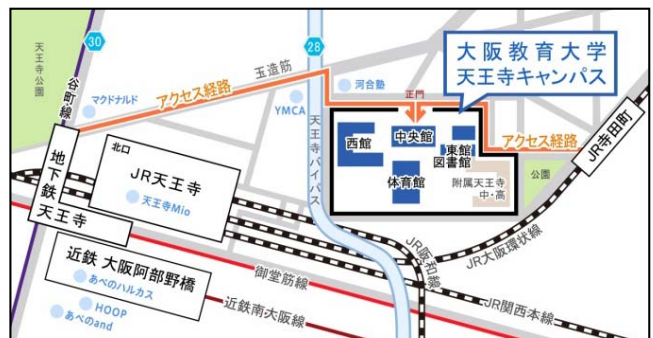 天王寺公園
30
谷町線
マクドナルド
アクセス経路
玉造筋
28
YMCA
天王寺バイパス
河合塾
正門
大阪教育大学
天王寺キャンパス
西館
中央館
東館
図書館
体育館
附属天王寺
中・高
アクセス経路
公園
JR寺田町
北口
JR天王寺
天王寺Mio
地下鉄
天王寺
近鉄 大阪阿部野橋
あべのハルカス
HOOP
あべのand
御堂筋線
近鉄南大阪線
JR阪和線
JR大阪環状線
JR関西本線